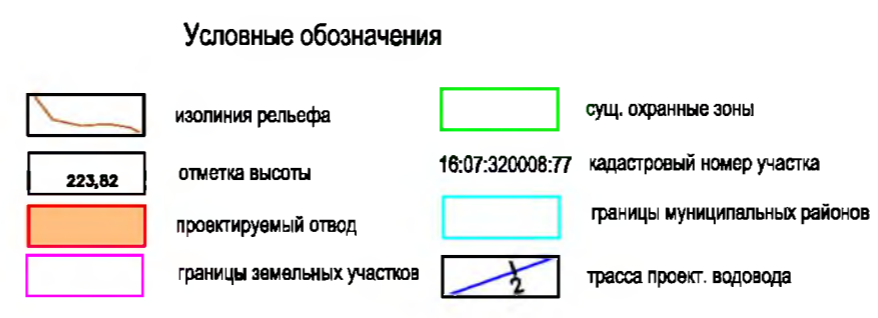 Условные обозначения
изолиния рельефа
223,82
отметка высоты
проектируемый отвод
границы земельных участков
сущ. охранные зоны
16:07:320008:77 кадастровый номер участка
границы муниципальных районов
1
2
трасса проект. водовода